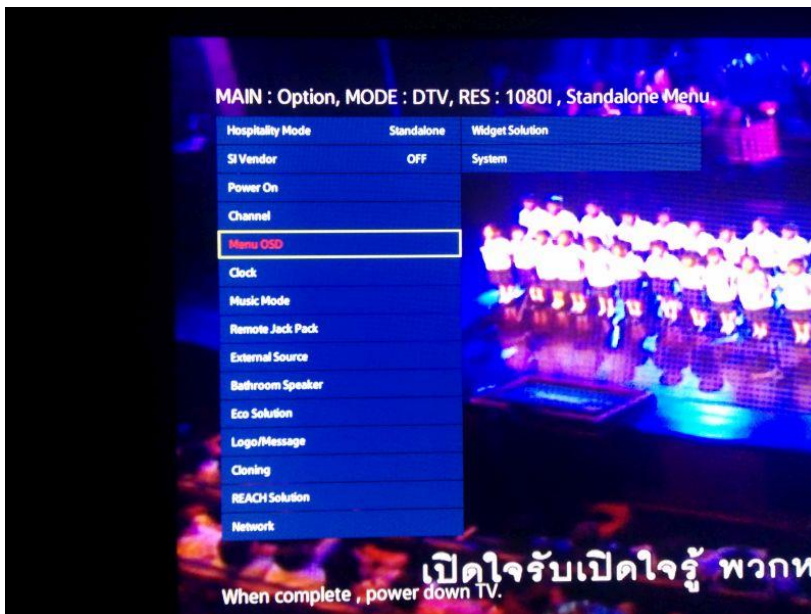 MAIN : Option, MODE : DTV, RES : 1080I , Standalone Menu
Hospitality Mode Standalone Widget Solution
SI Vendor OFF System
Power On
Channel
Menu OSD
Clock
Music Mode
Remote Jack Pack
External Source
Bathroom Speaker
Eco Solution
Logo/Message
Cloning
REACH Solution
Network
เปิดใจรับเปิดใจรู้ พวกห
When complete , power down TV.